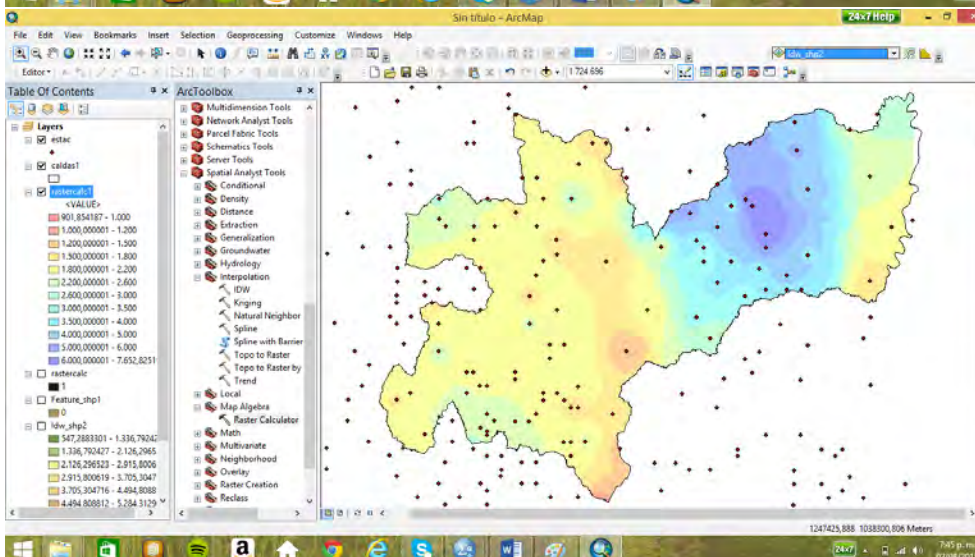 Sin título - ArcMap
24x7 Help
File Edit View Bookmarks Insert Selection Geoprocessing Customize Windows Help
Idw_shp2
Editor
1:724.696
Table Of Contents
ArcToolbox
Layers
estac
caldas1
rastercalc1
<VALUE>
901,854187 - 1.000
1.000,000001 - 1.200
1.200,000001 - 1.500
1.500,000001 - 1.800
1.800,000001 - 2.200
2.200,000001 - 2.600
2.600,000001 - 3.000
3.000,000001 - 3.500
3.500,000001 - 4.000
4.000,000001 - 5.000
5.000,000001 - 6.000
6.000,000001 - 7.652,8251
rastercalc
1
Feature_shp1
0
Idw_shp2
547,2883301 - 1.336,79242
1.336,792427 - 2.126,2965
2.126,296523 - 2.915,8006
2.915,800619 - 3.705,3047
3.705,304716 - 4.494,8088
4.494,808812 - 5.284,3129
Multidimension Tools
Network Analyst Tools
Parcel Fabric Tools
Schematics Tools
Server Tools
Spatial Analyst Tools
Conditional
Density
Distance
Extraction
Generalization
Groundwater
Hydrology
Interpolation
IDW
Kriging
Natural Neighbor
Spline
Spline with Barrier
Topo to Raster
Topo to Raster by
Trend
Local
Map Algebra
Raster Calculator
Math
Multivariate
Neighborhood
Overlay
Raster Creation
Reclass
1247425,888 1038300,806 Meters
24x7
7:45 p.m.